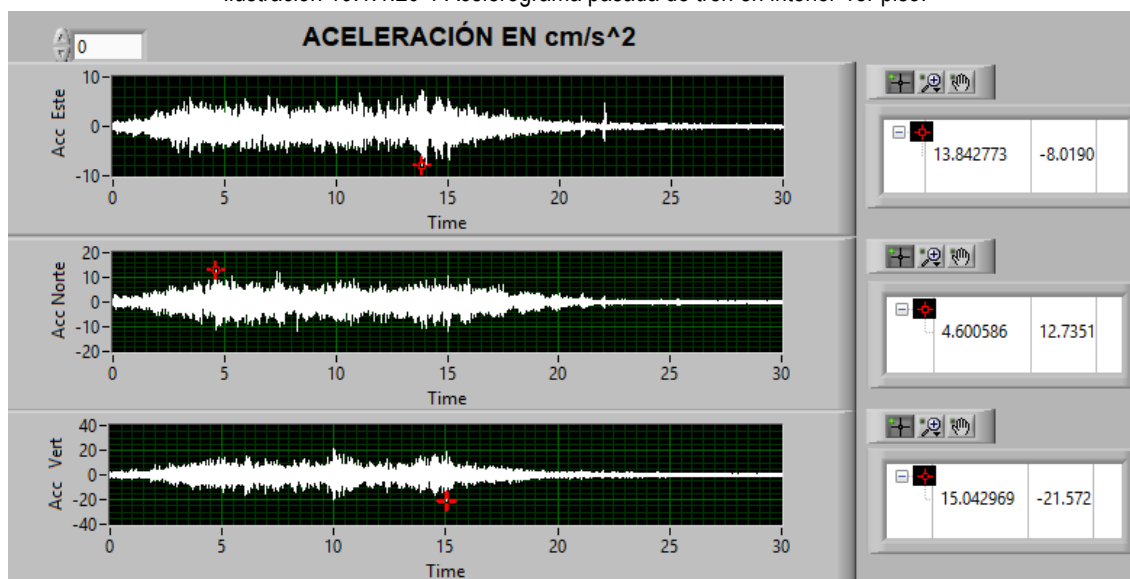 0
ACELERACIÓN EN cm/s^2
Acc Este
10
0
-10
0 5 10 15 20 25 30
Time
13.842773 -8.0190
Acc Norte
20
10
0
-10
-20
0 5 10 15 20 25 30
Time
4.600586 12.7351
Acc Vert
40
20
0
-20
-40
0 5 10 15 20 25 30
Time
15.042969 -21.572